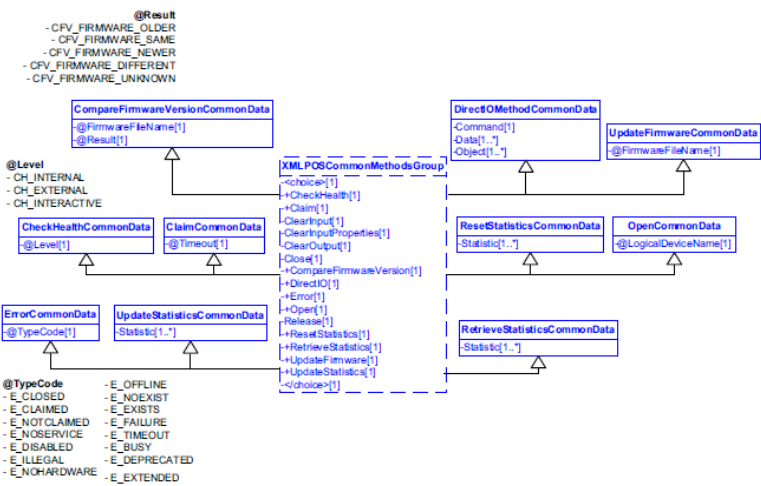 @Result
- CFV_FIRMWARE_OLDER
- CFV_FIRMWARE_SAME
- CFV_FIRMWARE_NEWER
- CFV_FIRMWARE_DIFFERENT
- CFV_FIRMWARE_UNKNOWN
CompareFirmwareVersionCommonData
-@FirmwareFileName[1]
-@Result[1]
DirectIOMethodCommonData
-Command[1]
-Data[1..*]
-Object[1..*]
UpdateFirmwareCommonData
-@FirmwareFileName[1]
@Level
- CH_INTERNAL
- CH_EXTERNAL
- CH_INTERACTIVE
CheckHealthCommonData
-@Level[1]
ClaimCommonData
-@Timeout[1]
XMLPOSCommonMethodsGroup
-<choice>[1]
-+CheckHealth[1]
-+Claim[1]
-ClearInput[1]
-ClearInputProperties[1]
-ClearOutput[1]
-Close[1]
-+CompareFirmwareVersion[1]
-+DirectIO[1]
-+Error[1]
-+Open[1]
-Release[1]
-+ResetStatistics[1]
-+RetrieveStatistics[1]
-+UpdateFirmware[1]
-+UpdateStatistics[1]
-</choice>[1]
ResetStatisticsCommonData
-Statistic[1..*]
OpenCommonData
-@LogicalDeviceName[1]
ErrorCommonData
-@TypeCode[1]
UpdateStatisticsCommonData
-Statistic[1..*]
RetrieveStatisticsCommonData
-Statistic[1..*]
@TypeCode
- E_CLOSED
- E_CLAIMED
- E_NOTCLAIMED
- E_NOSERVICE
- E_DISABLED
- E_ILLEGAL
- E_NOHARDWARE
- E_OFFLINE
- E_NOEXIST
- E_EXISTS
- E_FAILURE
- E_TIMEOUT
- E_BUSY
- E_DEPRECATED
- E_EXTENDED